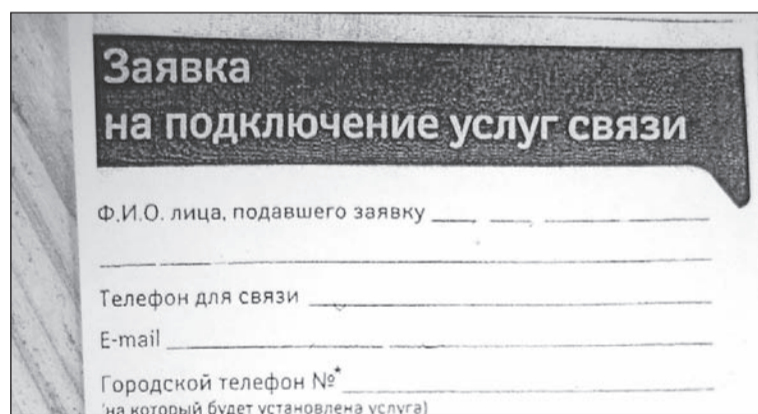 Заявка
на подключение услуг связи
Ф.И.О. лица, подавшего заявку
Телефон для связи
E-mail
Городской телефон №*
*на который будет установлена услуга)